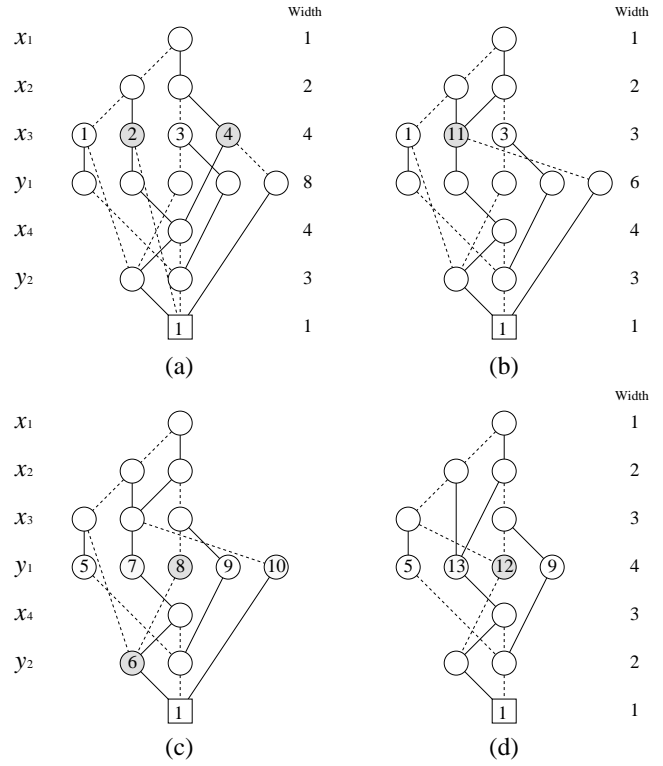 Width Width
x1 1 1
x2 2 2
x3 1 2 3 4 4 1 11 3 3
y1 8 6
x4 4 4
y2 3 3
1 1 1 1
(a) (b)
Width
x1 1
x2 2
x3 3
y1 5 7 8 9 10 5 13 12 9 4
x4 3
y2 6 2
1 1 1
(c) (d)